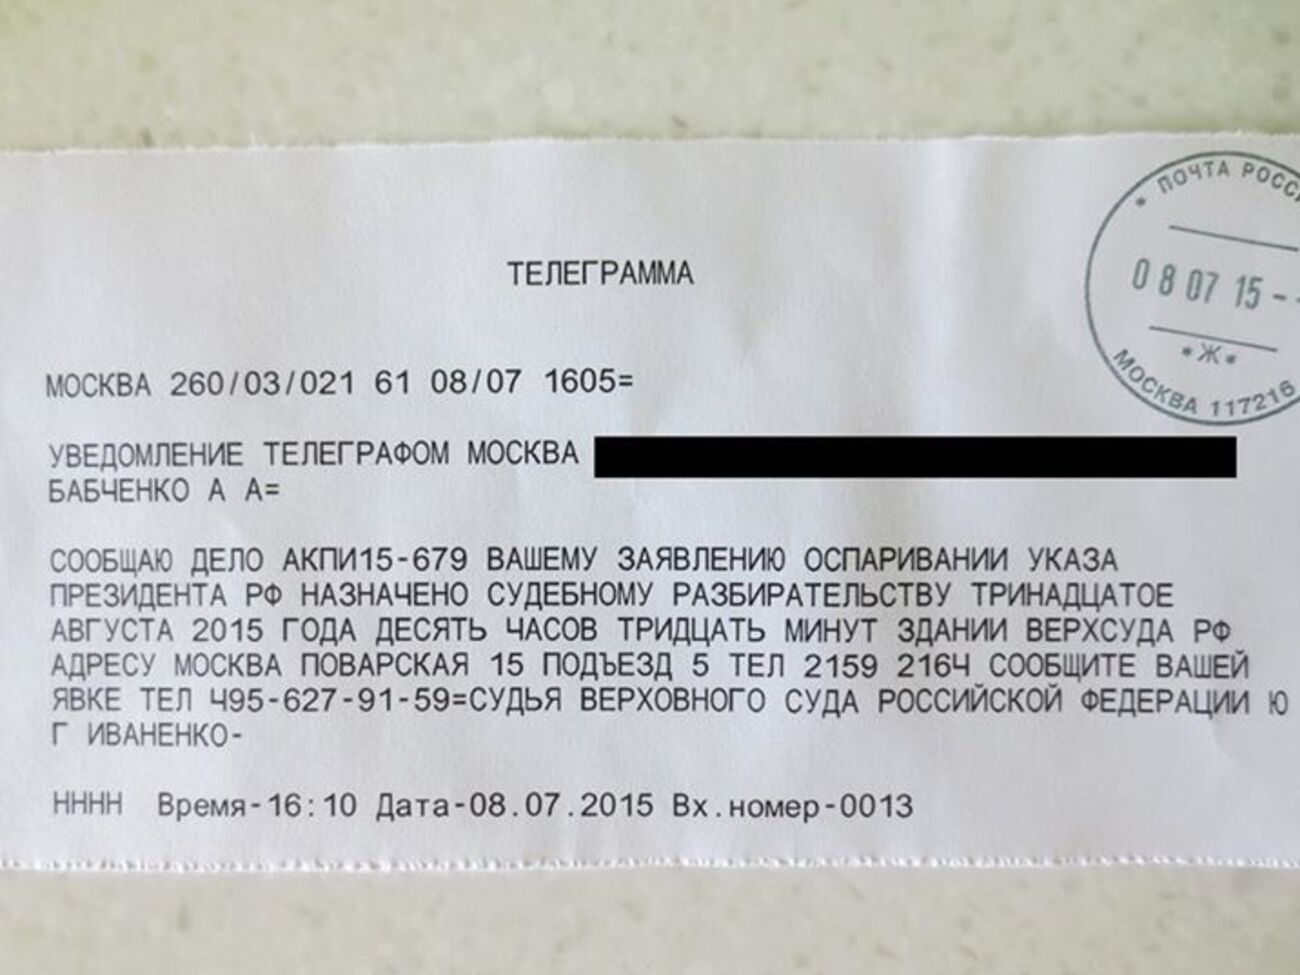 ТЕЛЕГРАММА
* ПОЧТА РОССИ
08 07 15 - -
*Ж*
МОСКВА 117216
МОСКВА 260/03/021 61 08/07 1605=
УВЕДОМЛЕНИЕ ТЕЛЕГРАФОМ МОСКВА
БАБЧЕНКО А А=
СООБЩАЮ ДЕЛО АКПИ15-679 ВАШЕМУ ЗАЯВЛЕНИЮ ОСПАРИВАНИИ УКАЗА
ПРЕЗИДЕНТА РФ НАЗНАЧЕНО СУДЕБНОМУ РАЗБИРАТЕЛЬСТВУ ТРИНАДЦАТОЕ
АВГУСТА 2015 ГОДА ДЕСЯТЬ ЧАСОВ ТРИДЦАТЬ МИНУТ ЗДАНИИ ВЕРХСУДА РФ
АДРЕСУ МОСКВА ПОВАРСКАЯ 15 ПОДЪЕЗД 5 ТЕЛ 2159 216Ч СООБЩИТЕ ВАШЕЙ
ЯВКЕ ТЕЛ Ч95-627-91-59=СУДЬЯ ВЕРХОВНОГО СУДА РОССИЙСКОЙ ФЕДЕРАЦИИ Ю
Г ИВАНЕНКО-
НННН Время-16:10 Дата-08.07.2015 Вх.номер-0013